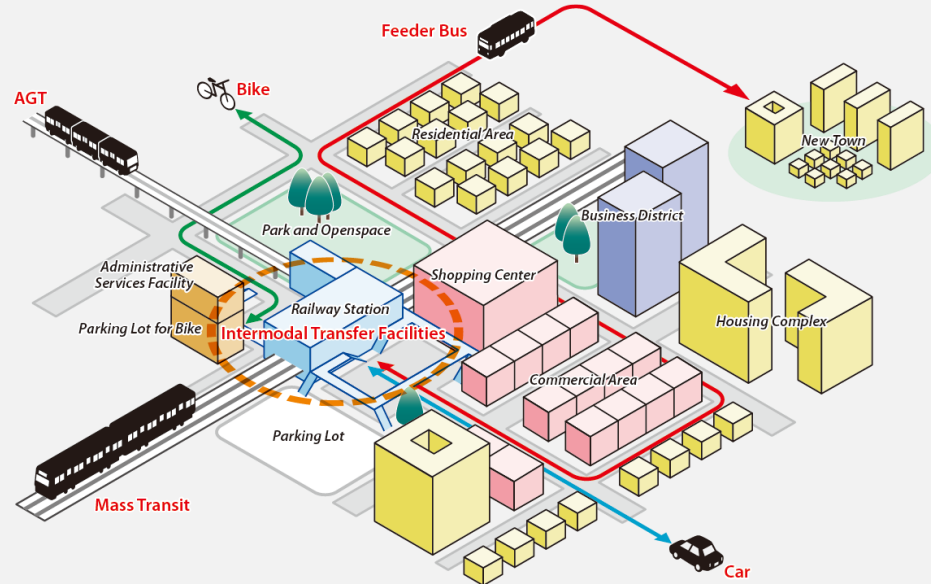 Feeder Bus
Bike
AGT
Residential Area
New Town
Park and Openspace
Business District
Administrative
Services Facility
Shopping Center
Railway Station
Parking Lot for Bike
Intermodal Transfer Facilities
Housing Complex
Commercial Area
Parking Lot
Mass Transit
Car